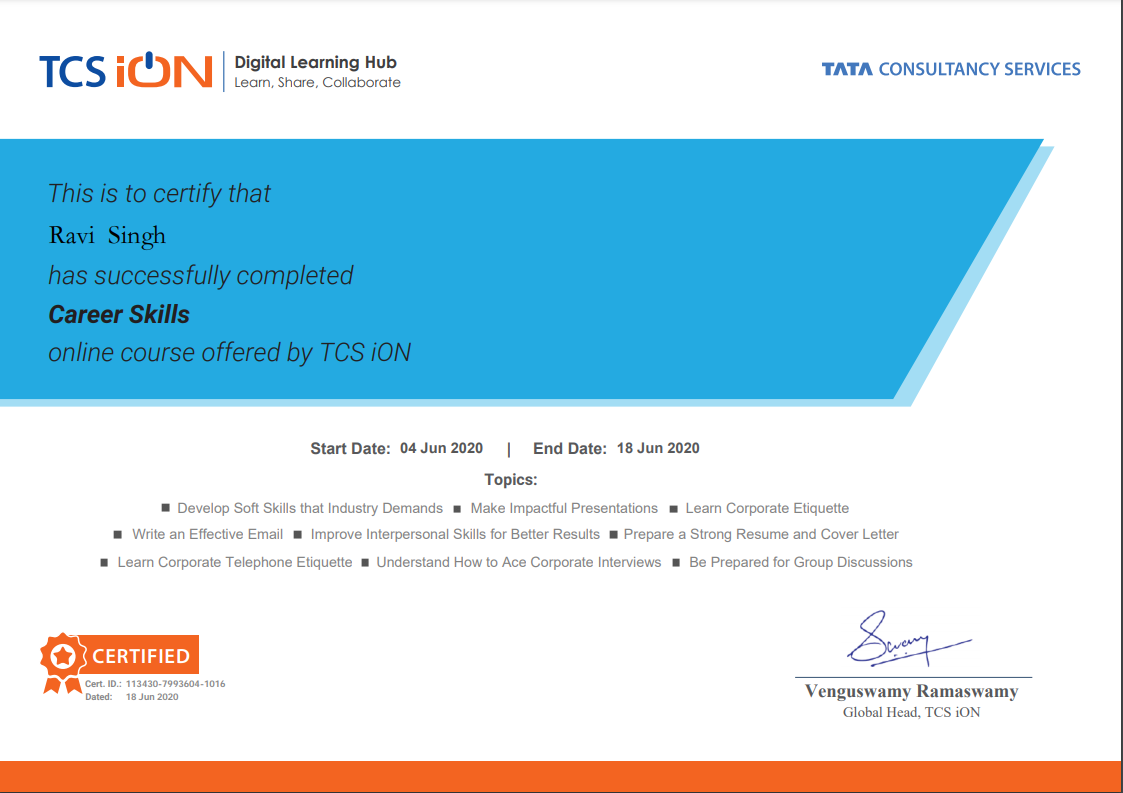 TCS iON Digital Learning Hub
Learn, Share, Collaborate
TATA CONSULTANCY SERVICES
This is to certify that
Ravi Singh
has successfully completed
Career Skills
online course offered by TCS iON
Start Date: 04 Jun 2020 | End Date: 18 Jun 2020
Topics:
■ Develop Soft Skills that Industry Demands ■ Make Impactful Presentations ■ Learn Corporate Etiquette
■ Write an Effective Email ■ Improve Interpersonal Skills for Better Results ■ Prepare a Strong Resume and Cover Letter
■ Learn Corporate Telephone Etiquette ■ Understand How to Ace Corporate Interviews ■ Be Prepared for Group Discussions
CERTIFIED
Cert. ID.: 113430-7993604-1016
Dated: 18 Jun 2020
Swamy
Venguswamy Ramaswamy
Global Head, TCS iON